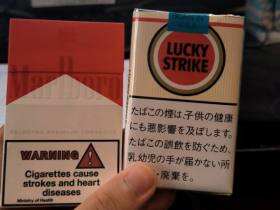 Marlboro
SELECTED PREMIUM TOBACCOS
WARNING
Cigarettes cause
strokes and heart
diseases
Ministry of Health
LUCKY
STRIKE
たばこの煙は、子供の健康
にも悪影響を及ぼします。
たばこの誤飲を防ぐため、
乳幼児の手が届かない所
廃棄を。